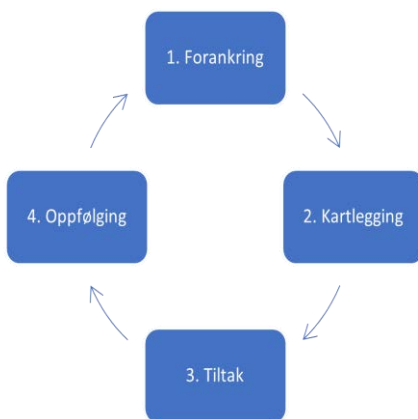 1. Forankring
2. Kartlegging
3. Tiltak
4. Oppfølging